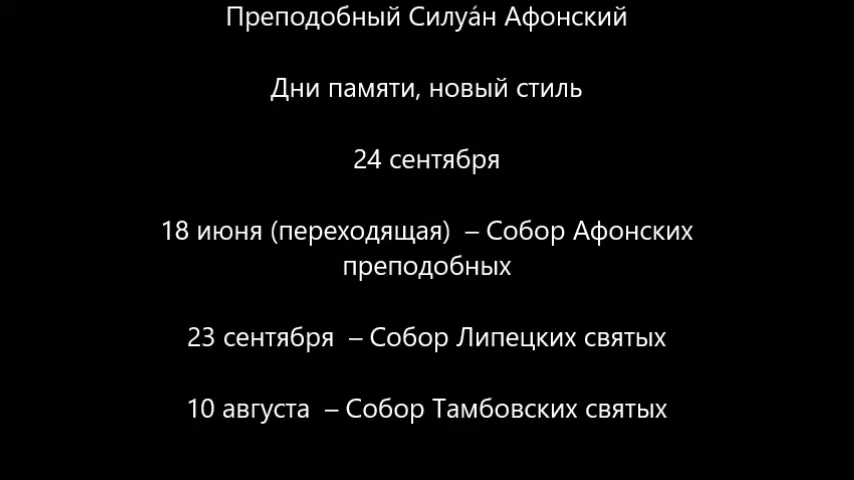 Преподобный Силуа́н Афонский
Дни памяти, новый стиль
24 сентября
18 июня (переходящая)  – Собор Афонских
преподобных
23 сентября  – Собор Липецких святых
10 августа  – Собор Тамбовских святых